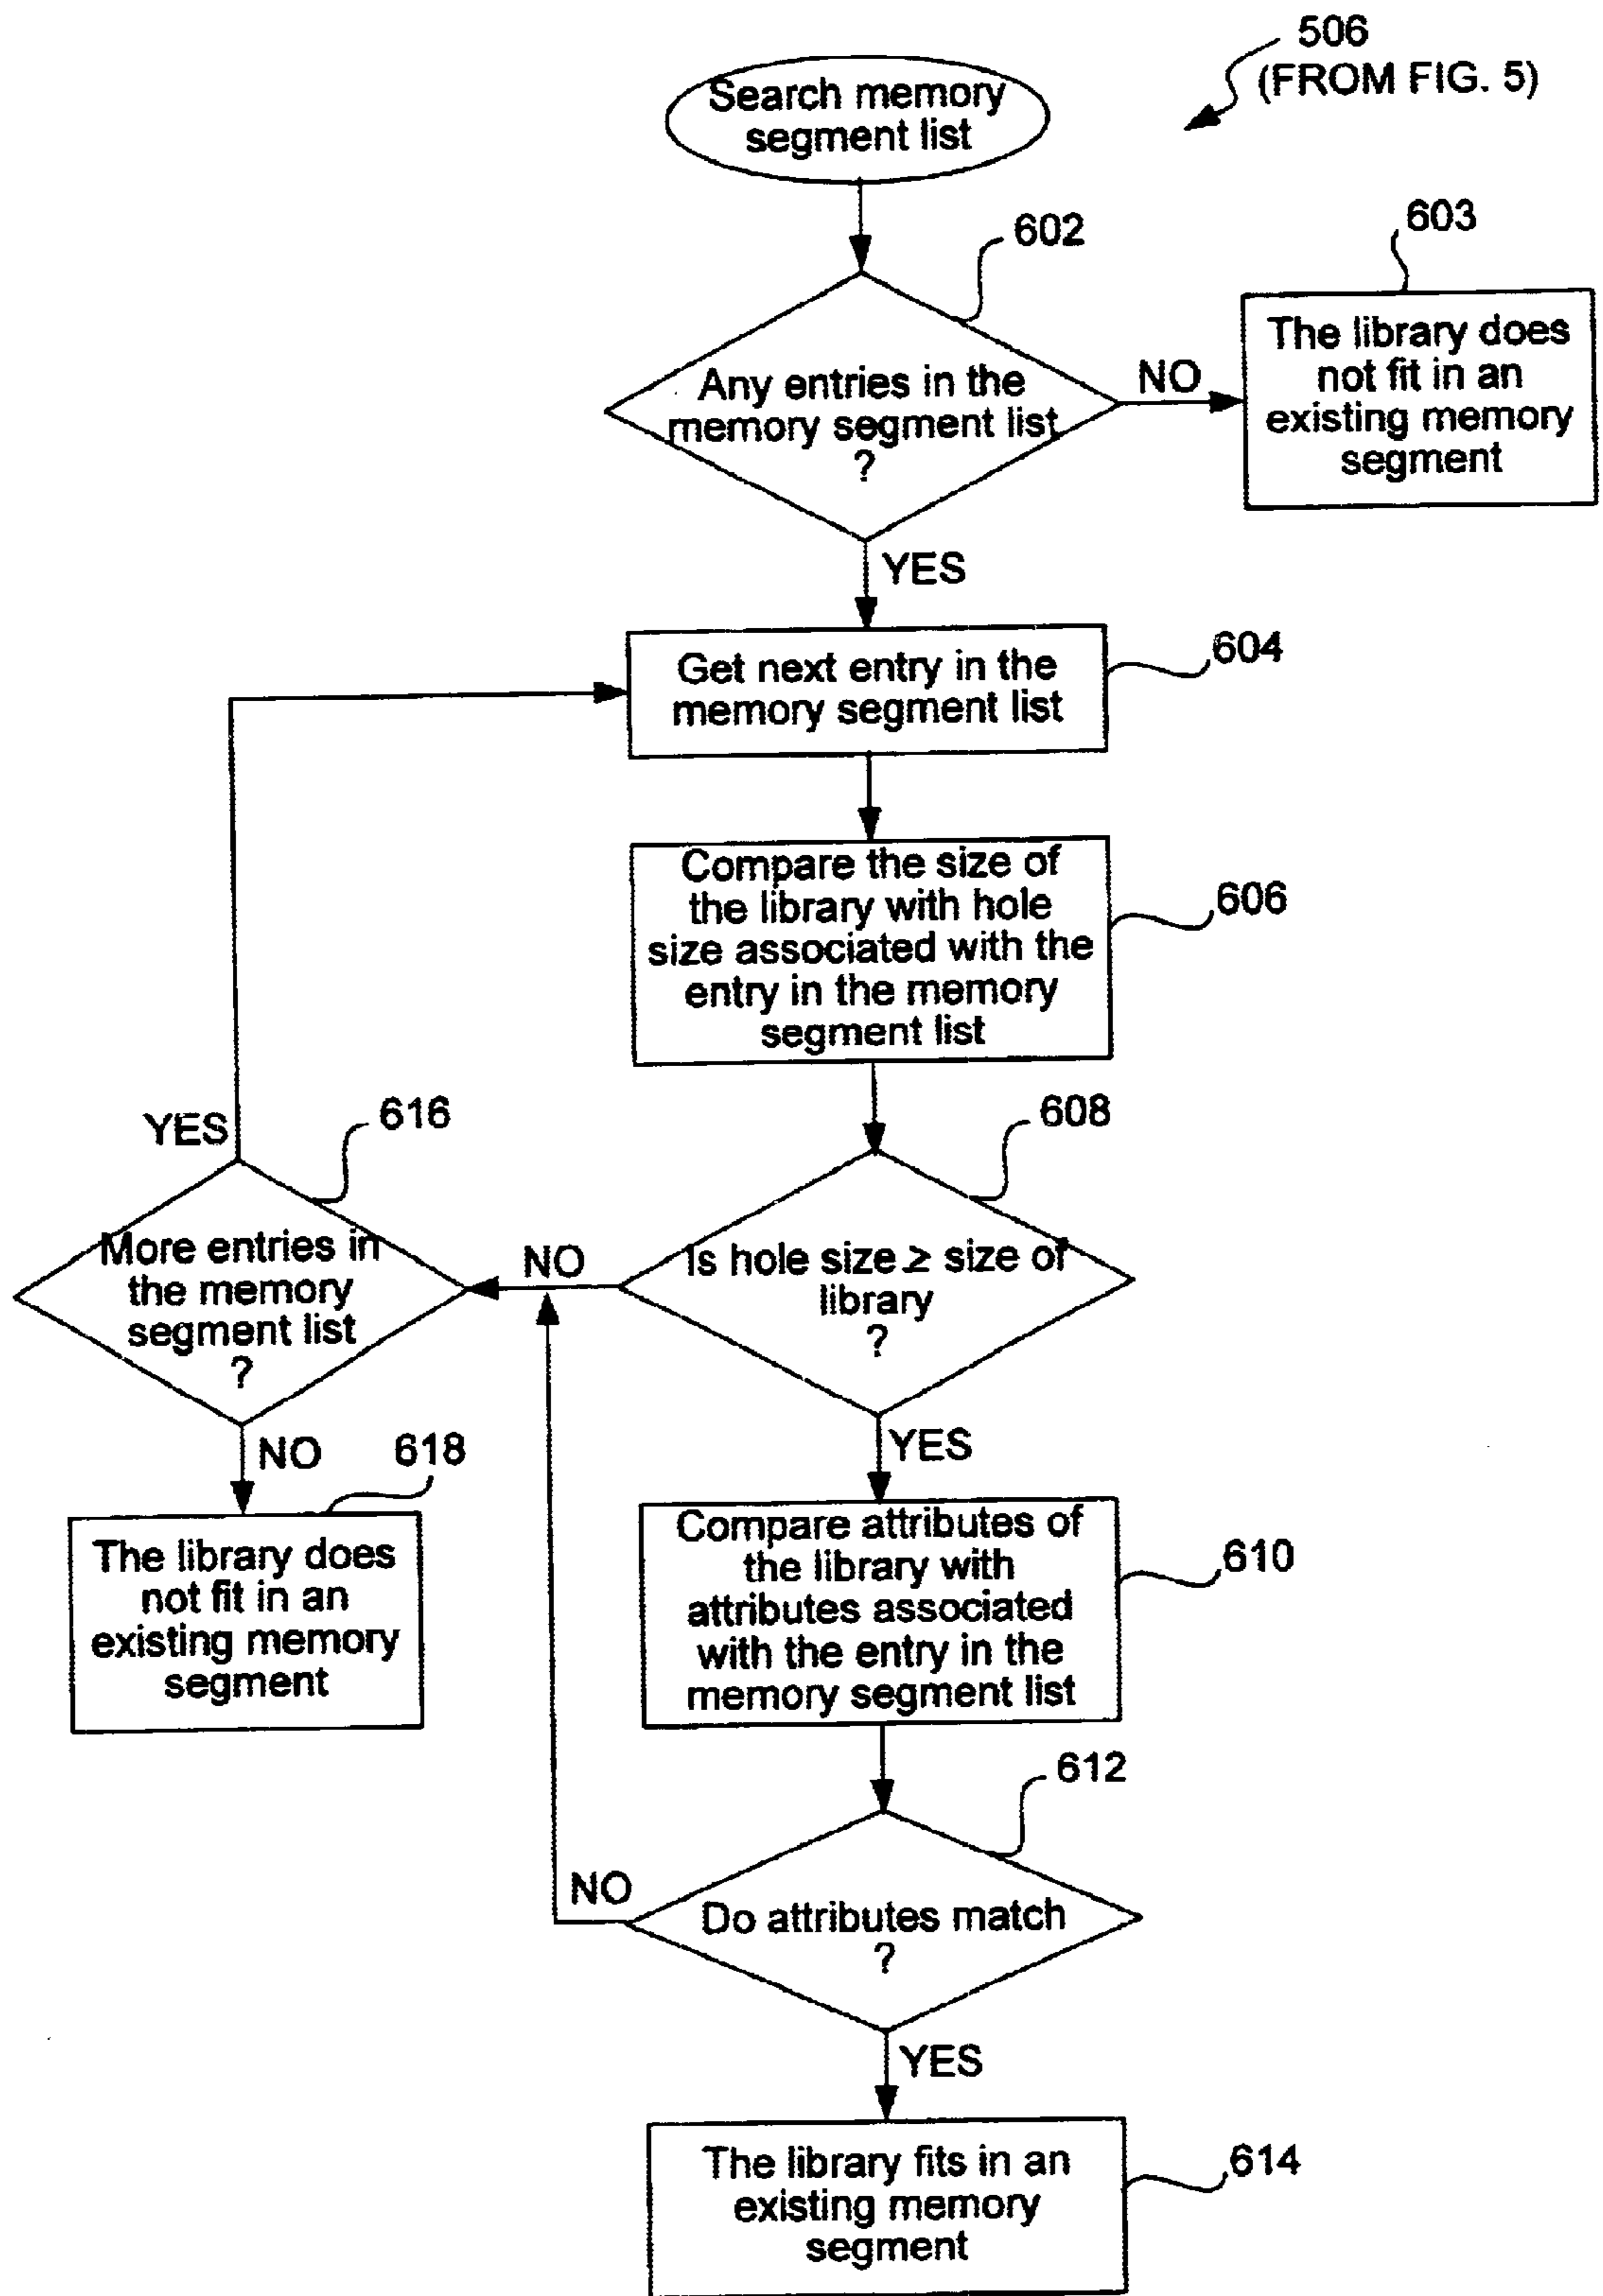 506
(FROM FIG. 5)
Search memory
segment list
602
603
Any entries in the
memory segment list
?
NO
The library does
not fit in an
existing memory
segment
YES
Get next entry in the
memory segment list
604
Compare the size of
the library with hole
size associated with the
entry in the memory
segment list
606
YES
616
608
More entries in
the memory
segment list
?
NO
Is hole size ≥ size of
library
?
NO
618
YES
The library does
not fit in an
existing memory
segment
Compare attributes of
the library with
attributes associated
with the entry in the
memory segment list
610
612
NO
Do attributes match
?
YES
The library fits in an
existing memory
segment
614